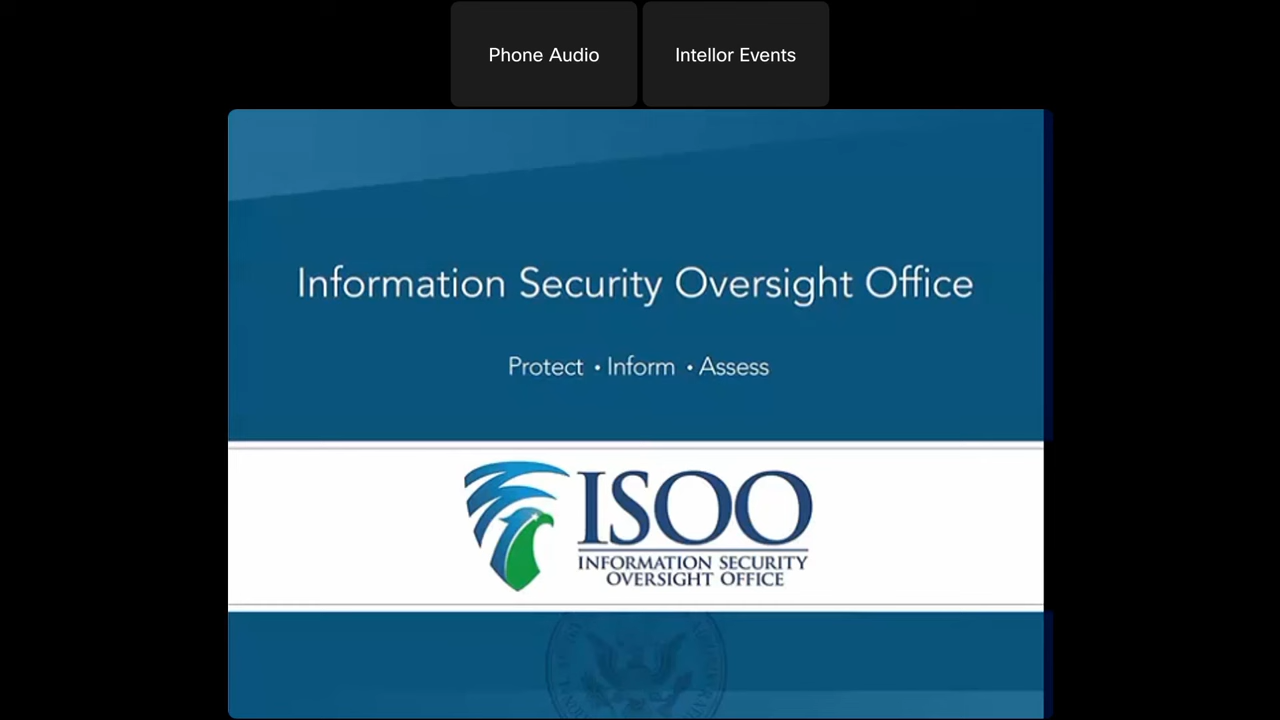 Phone Audio
Intellor Events
Information Security Oversight Office
Protect • Inform • Assess
ISOO
INFORMATION SECURITY
OVERSIGHT OFFICE